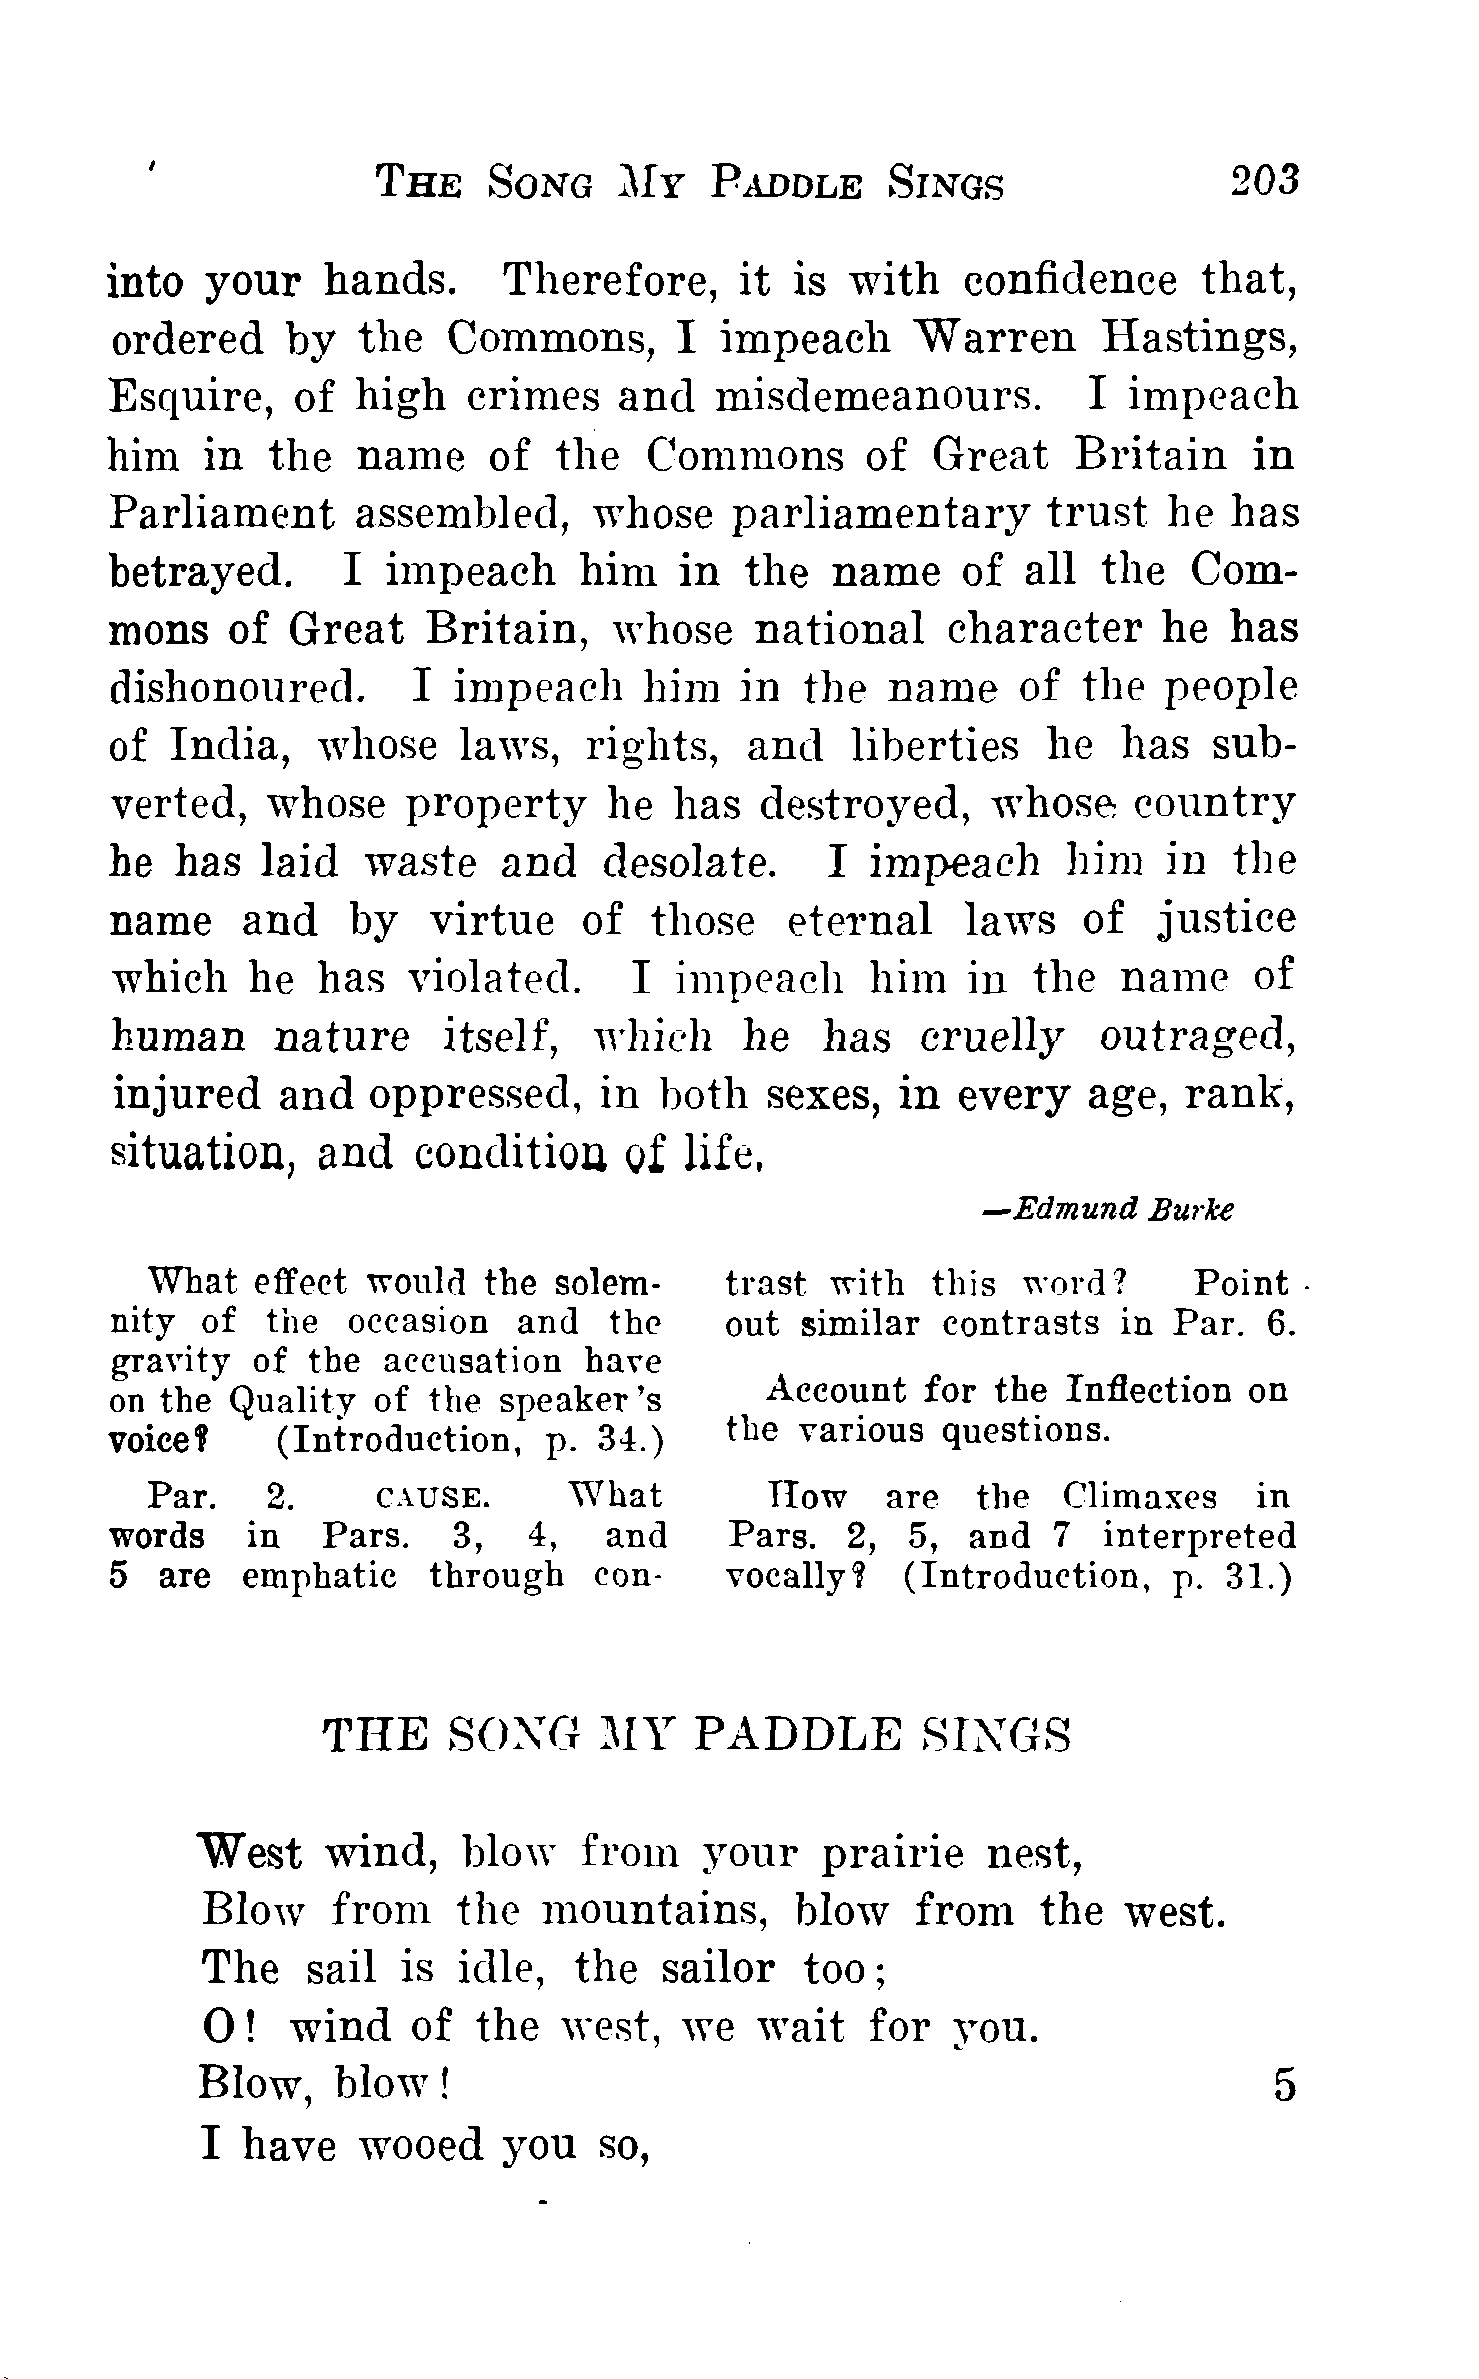 THE SONG MY PADDLE SINGS 203
into your hands. Therefore, it is with confidence that,
ordered by the Commons, I impeach Warren Hastings,
Esquire, of high crimes and misdemeanours. I impeach
him in the name of the Commons of Great Britain in
Parliament assembled, whose parliamentary trust he has
betrayed. I impeach him in the name of all the Com-
mons of Great Britain, whose national character he has
dishonoured. I impeach him in the name of the people
of India, whose laws, rights, and liberties he has sub-
verted, whose property he has destroyed, whose country
he has laid waste and desolate. I impeach him in the
name and by virtue of those eternal laws of justice
which he has violated. I impeach him in the name of
human nature itself, which he has cruelly outraged,
injured and oppressed, in both sexes, in every age, rank,
situation, and condition of life.
—Edmund Burke
What effect would the solem-
nity of the occasion and the
gravity of the accusation have
on the Quality of the speaker's
voice? (Introduction, p. 34.)
Par. 2. CAUSE. What
words in Pars. 3, 4, and
5 are emphatic through con-
trast with this word? Point
out similar contrasts in Par. 6.
Account for the Inflection on
the various questions.
How are the Climaxes in
Pars. 2, 5, and 7 interpreted
vocally? (Introduction, p. 31.)
THE SONG MY PADDLE SINGS
West wind, blow from your prairie nest,
Blow from the mountains, blow from the west.
The sail is idle, the sailor too;
O! wind of the west, we wait for you.
Blow, blow! 5
I have wooed you so,